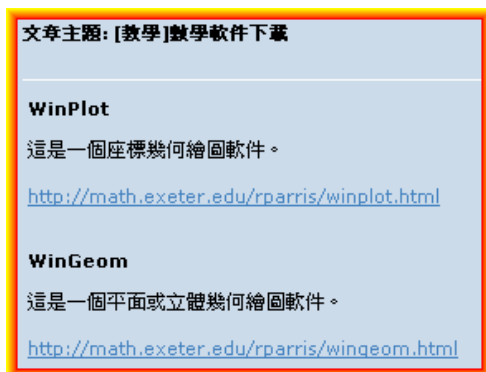 文章主題: [教學]數學軟件下載
WinPlot
這是一個座標幾何繪圖軟件。
http://math.exeter.edu/rparris/winplot.html
WinGeom
這是一個平面或立體幾何繪圖軟件。
http://math.exeter.edu/rparris/wingeom.html